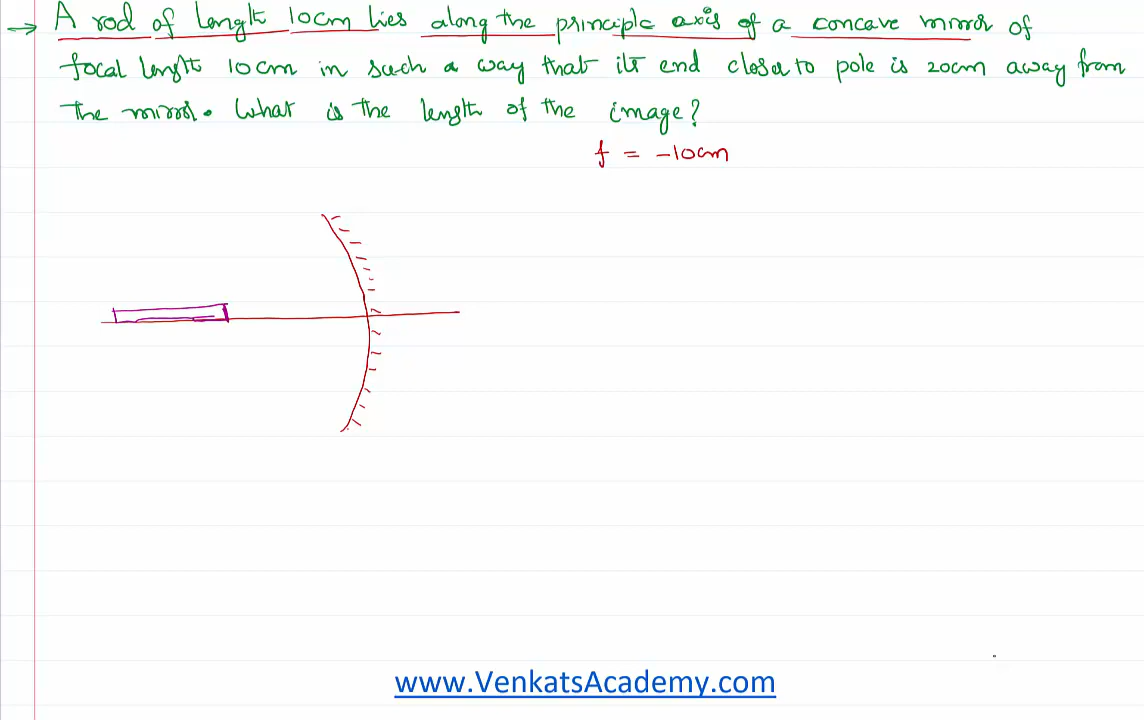 → A rod of length 10cm lies along the principle axis of a concave mirror of
focal length 10cm in such a way that its end closer to pole is 20cm away from
the mirror. What is the length of the image?
f = -10cm
www.VenkatsAcademy.com